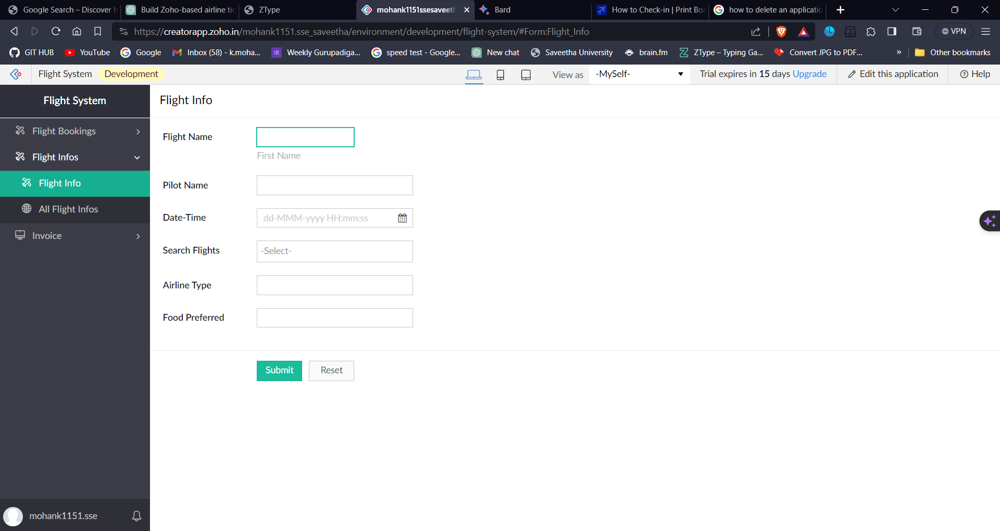 Google Search – Discover h
Build Zoho-based airline tic
ZType
mohank1151ssesaveeth
Bard
How to Check-in | Print Boa
how to delete an applicatio
https://creatorapp.zoho.in/mohank1151.sse_saveetha/environment/development/flight-system/#Form:Flight_Info
VPN
GIT HUB
YouTube
Google
Inbox (58) - k.moha...
Weekly Gurupadiga...
speed test - Google...
New chat
Saveetha University
brain.fm
ZType – Typing Ga...
Convert JPG to PDF...
»
Other bookmarks
Flight System
Development
View as
-MySelf-
Trial expires in 15 days Upgrade
Edit this application
Help
Flight System
Flight Info
Flight Bookings
Flight Infos
Flight Info
All Flight Infos
Invoice
Flight Name
First Name
Pilot Name
Date-Time
dd-MMM-yyyy HH:mm:ss
Search Flights
-Select-
Airline Type
Food Preferred
Submit
Reset
mohank1151.sse